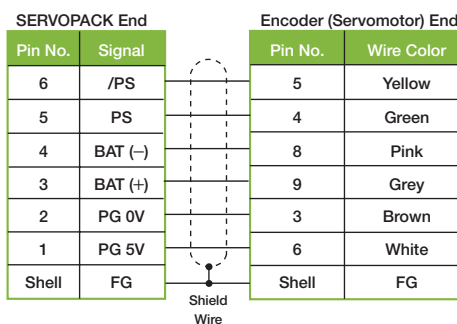 SERVOPACK End Encoder (Servomotor) End
Pin No. Signal Pin No. Wire Color
6 /PS 5 Yellow
5 PS 4 Green
4 BAT (−) 8 Pink
3 BAT (+) 9 Grey
2 PG 0V 3 Brown
1 PG 5V 6 White
Shell FG Shell FG
Shield
Wire